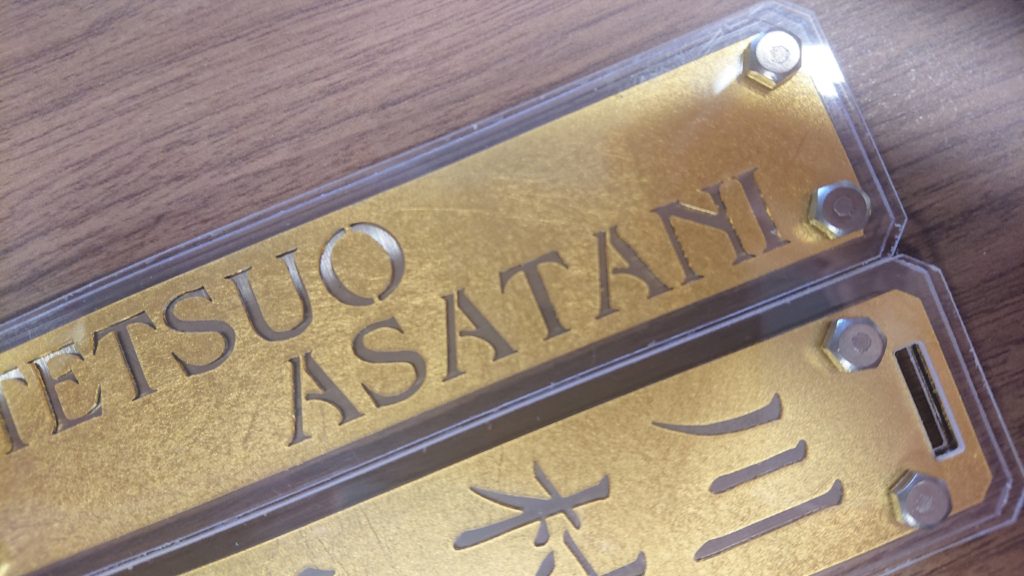 TETSUO
ASATANI
川